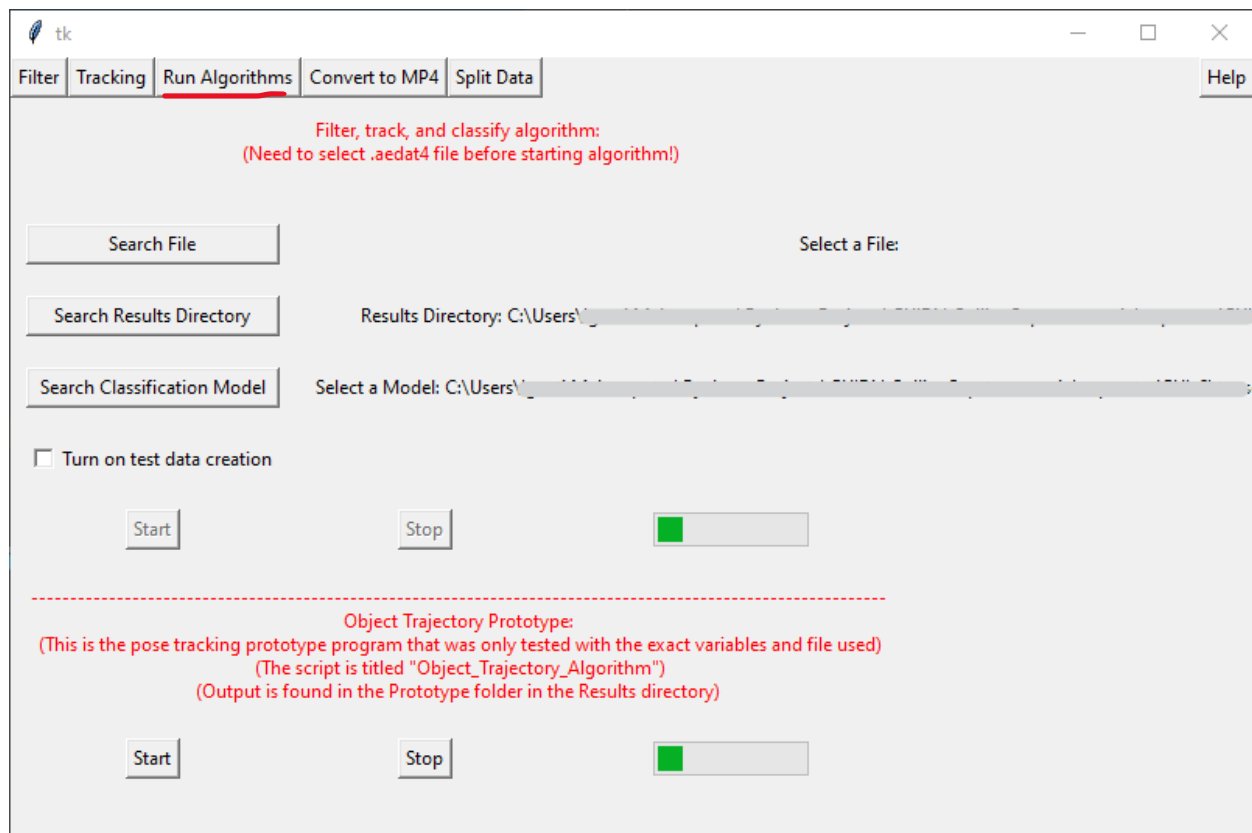 tk
Filter Tracking Run Algorithms Convert to MP4 Split Data Help
Filter, track, and classify algorithm:
(Need to select .aedat4 file before starting algorithm!)
Search File Select a File:
Search Results Directory Results Directory: C:\Users\
Search Classification Model Select a Model: C:\Users\
Turn on test data creation
Start Stop
Object Trajectory Prototype:
(This is the pose tracking prototype program that was only tested with the exact variables and file used)
(The script is titled "Object_Trajectory_Algorithm")
(Output is found in the Prototype folder in the Results directory)
Start Stop